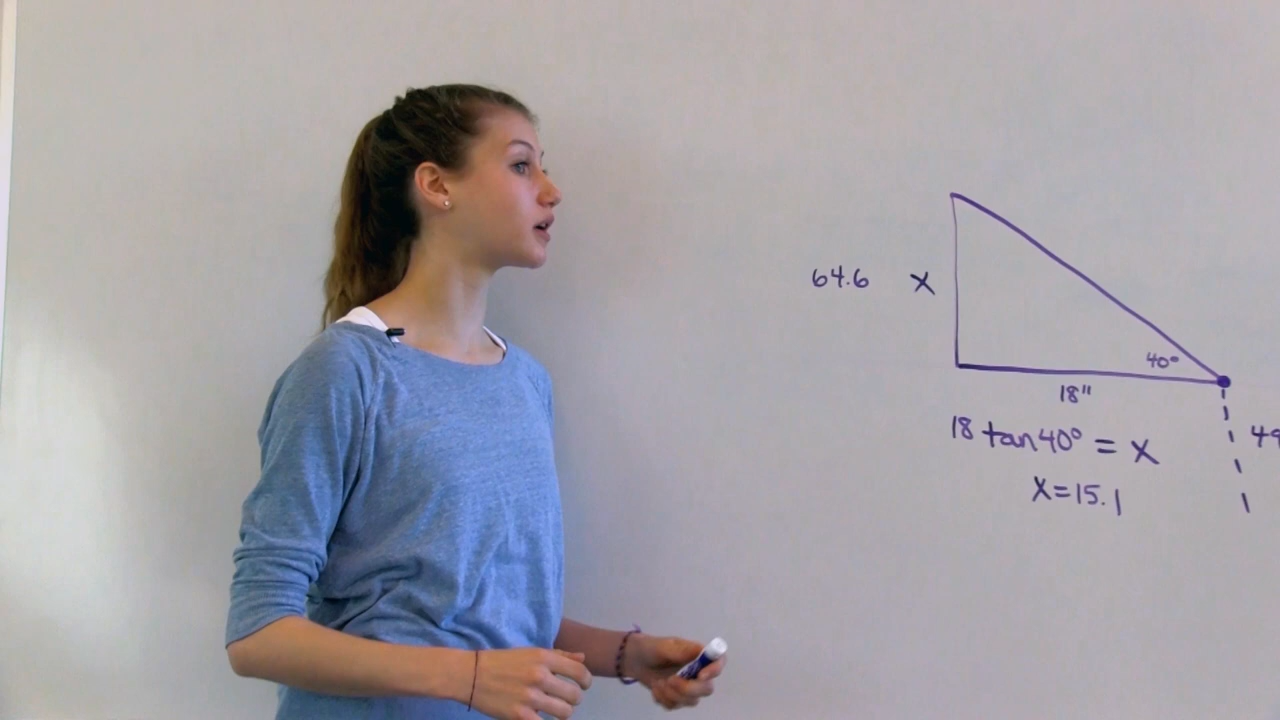 64.6 x
40°
18"
18 tan 40° = x
x = 15.1